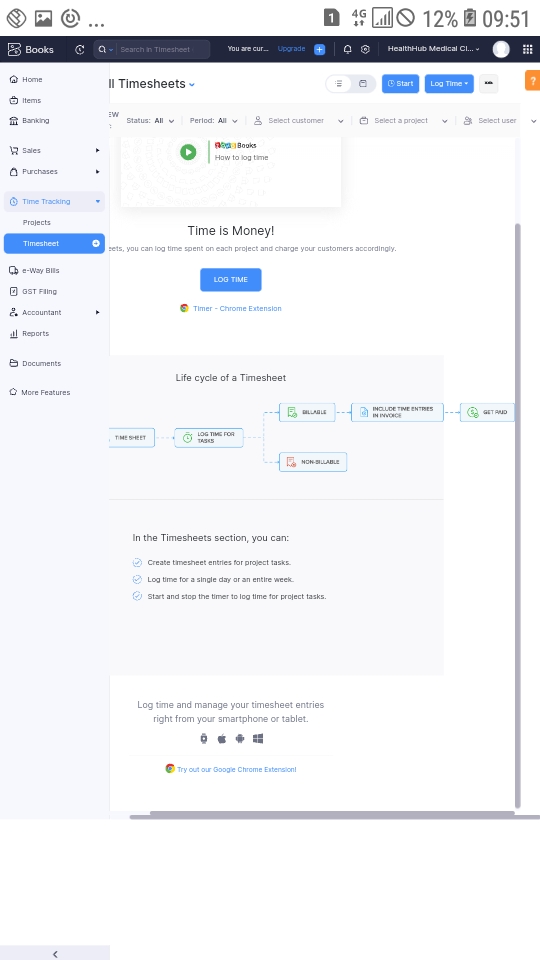 1 4G 12% 09:51
Books
Search in Timesheet
You are cur...
Upgrade
HealthHub Medical Cl...
Home
Items
Banking
Sales
Purchases
Time Tracking
Projects
Timesheet
e-Way Bills
GST Filing
Accountant
Reports
Documents
More Features
ll Timesheets
Start
Log Time
?
EW
Status: All
Period: All
Select customer
Select a project
Select user
Books
How to log time
Time is Money!
eets, you can log time spent on each project and charge your customers accordingly.
LOG TIME
Timer - Chrome Extension
Life cycle of a Timesheet
TIME SHEET
LOG TIME FOR
TASKS
BILLABLE
INCLUDE TIME ENTRIES
IN INVOICE
GET PAID
NON-BILLABLE
In the Timesheets section, you can:
Create timesheet entries for project tasks.
Log time for a single day or an entire week.
Start and stop the timer to log time for project tasks.
Log time and manage your timesheet entries
right from your smartphone or tablet.
Try out our Google Chrome Extension!